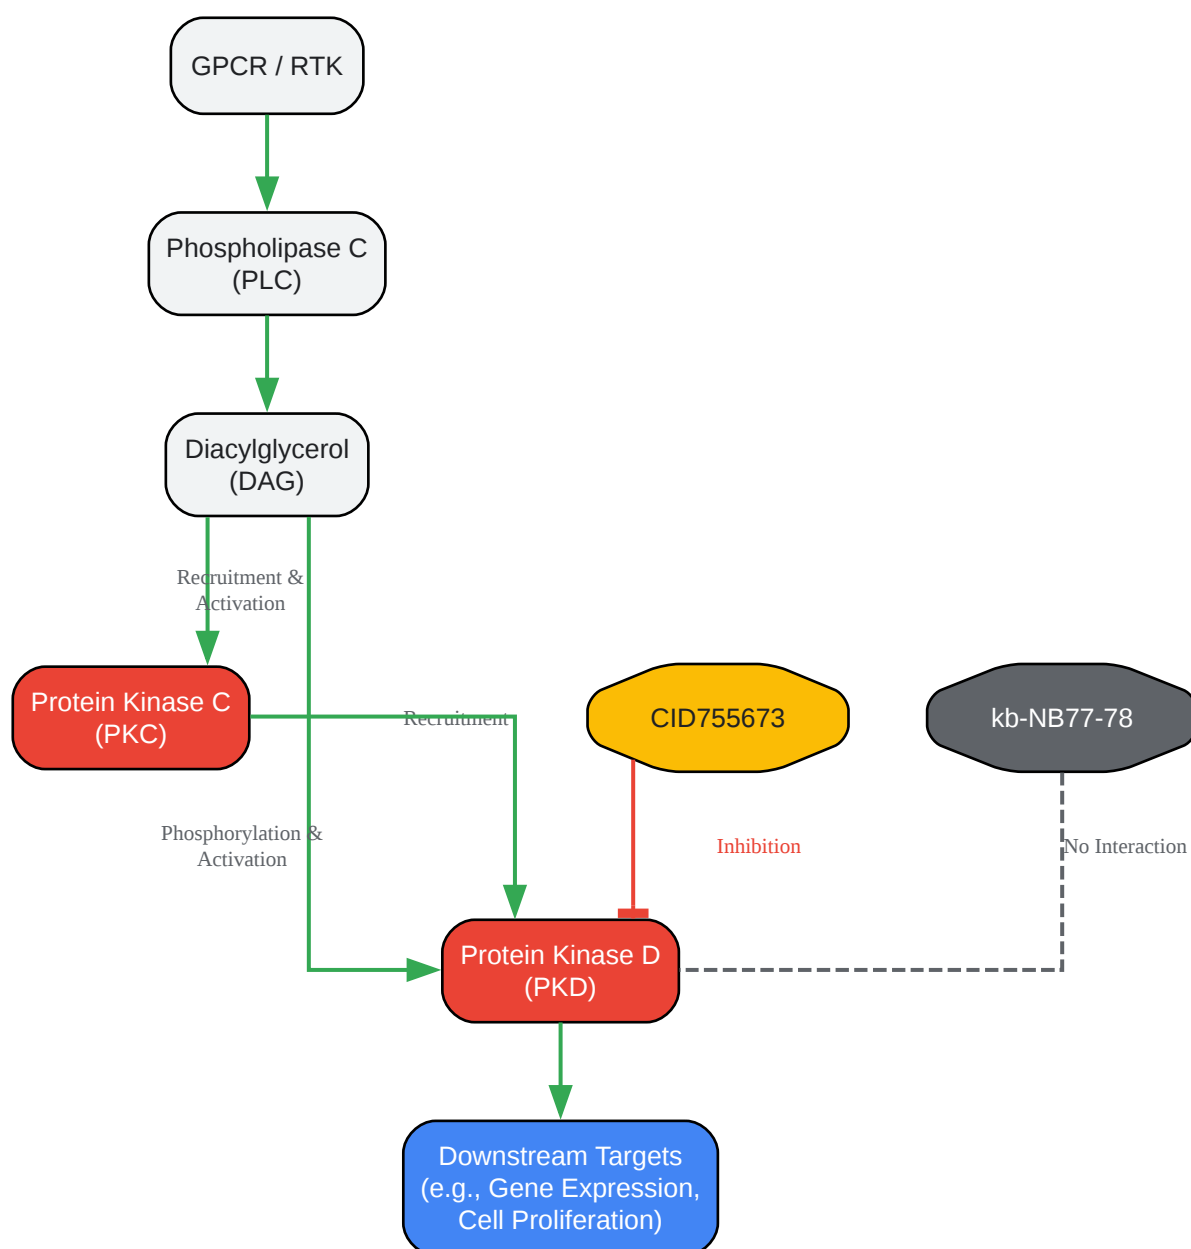 GPCR / RTK
Phospholipase C
(PLC)
Diacylglycerol
(DAG)
Recruitment &
Activation
Protein Kinase C
(PKC)
Recruitment
CID755673
kb-NB77-78
Phosphorylation &
Activation
Inhibition
No Interaction
Protein Kinase D
(PKD)
Downstream Targets
(e.g., Gene Expression,
Cell Proliferation)